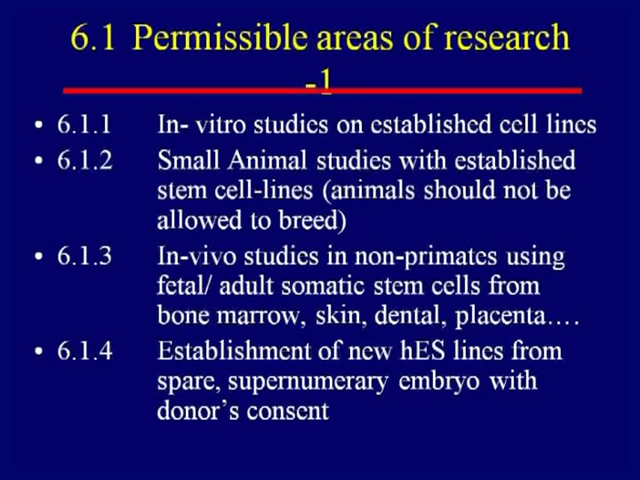 6.1 Permissible areas of research
-1
• 6.1.1 In- vitro studies on established cell lines
• 6.1.2 Small Animal studies with established
stem cell-lines (animals should not be
allowed to breed)
• 6.1.3 In-vivo studies in non-primates using
fetal/ adult somatic stem cells from
bone marrow, skin, dental, placenta….
• 6.1.4 Establishment of new hES lines from
spare, supernumerary embryo with
donor’s consent